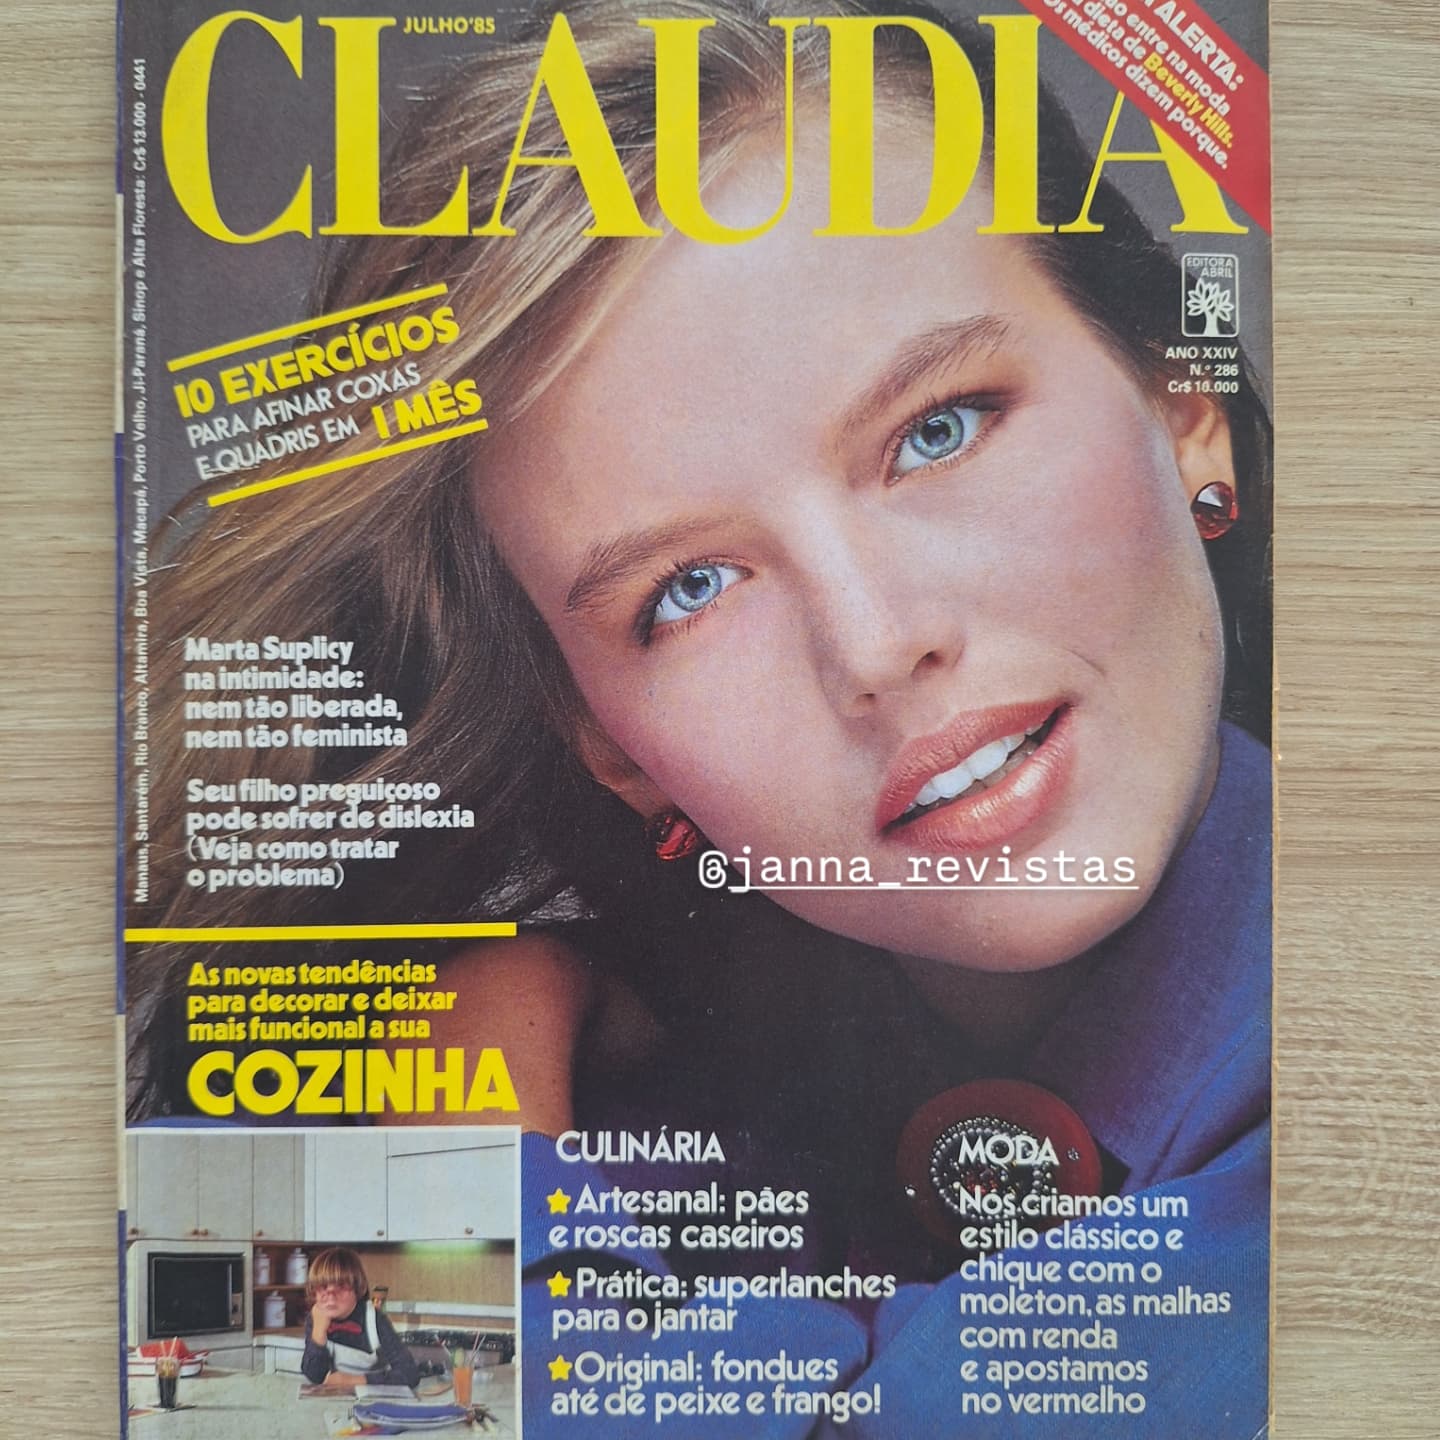 JULHO'85
CLAUDIA
ALERTA:
entre na moda
dieta de Beverly Hills.
médicos dizem porque.
EDITORA
ABRIL
ANO XXIV
N.º 286
Cr$ 10.000
Manaus, Santarém, Rio Branco, Altamira, Boa Vista, Macapá, Porto Velho, Ji-Paraná, Sinop e Alta Floresta: Cr$ 13.000 - 0441
10 EXERCÍCIOS
PARA AFINAR COXAS
E QUADRIS EM 1 MÊS
Marta Suplicy
na intimidade:
nem tão liberada,
nem tão feminista
Seu filho preguiçoso
pode sofrer de dislexia
(Veja como tratar
o problema)
@janna_revistas
As novas tendências
para decorar e deixar
mais funcional a sua
COZINHA
CULINÁRIA
Artesanal: pães
e roscas caseiros
Prática: superlanches
para o jantar
Original: fondues
até de peixe e frango!
MODA
Nós criamos um
estilo clássico e
chique com o
moleton, as malhas
com renda
e apostamos
no vermelho